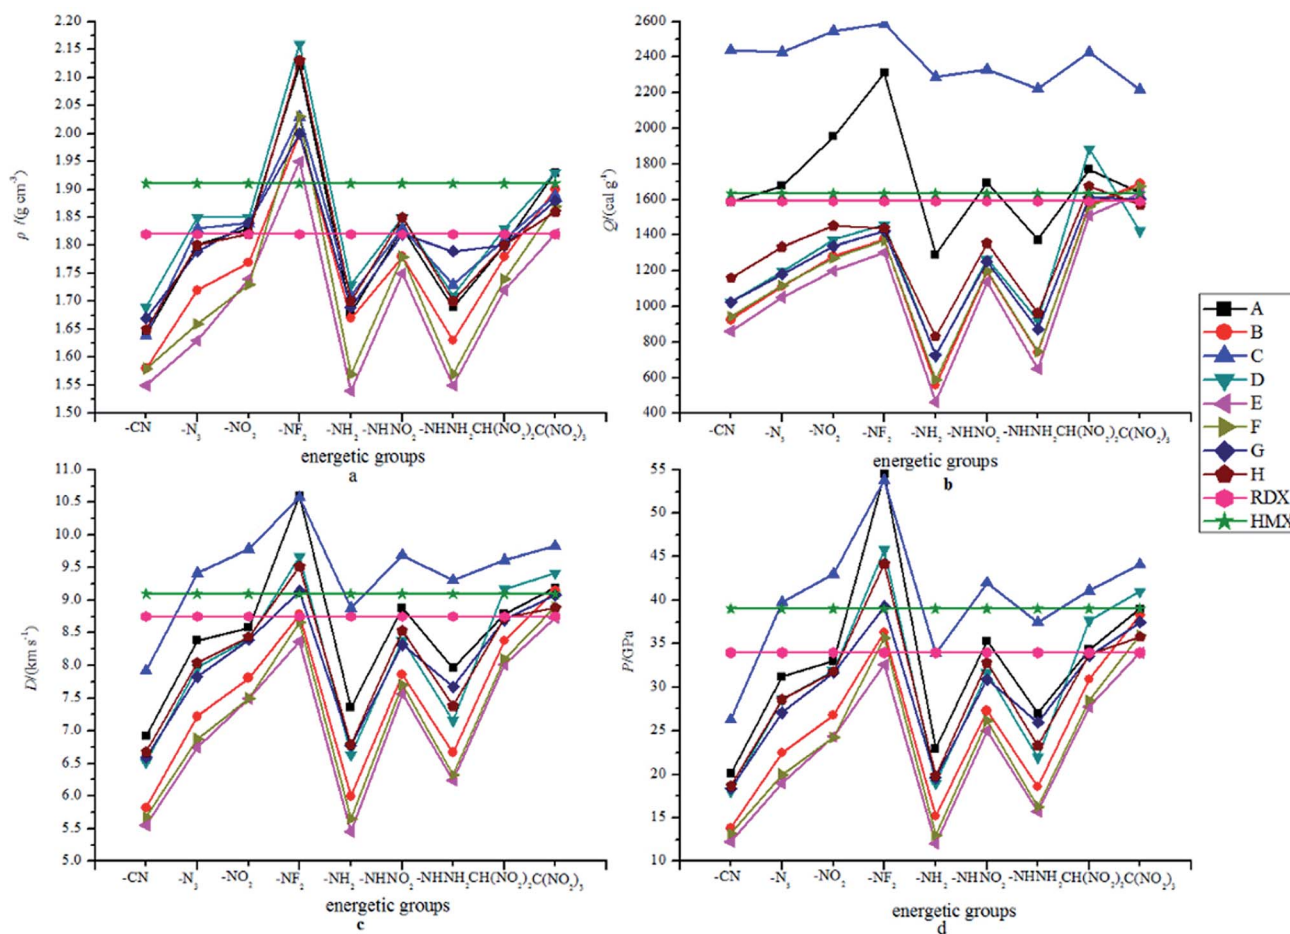 2.20
2.15
2.10
2.05
2.00
1.95
1.90
1.85
1.80
1.75
1.70
1.65
1.60
1.55
1.50
ρ /(g cm⁻³)
-CN -N₃ -NO₂ -NF₂ -NH₂ -NHNO₂ -NHNH₂ CH(NO₂)₂ C(NO₂)₃
energetic groups
a
2600
2400
2200
2000
1800
1600
1400
1200
1000
800
600
400
Q/(cal g⁻¹)
-CN -N₃ -NO₂ -NF₂ -NH₂ -NHNO₂ -NHNH₂ CH(NO₂)₂ C(NO₂)₃
energetic groups
b
A
B
C
D
E
F
G
H
RDX
HMX
11.0
10.5
10.0
9.5
9.0
8.5
8.0
7.5
7.0
6.5
6.0
5.5
5.0
D/(km s⁻¹)
-CN -N₃ -NO₂ -NF₂ -NH₂ -NHNO₂ -NHNH₂ CH(NO₂)₂ C(NO₂)₃
energetic groups
c
55
50
45
40
35
30
25
20
15
10
P/GPa
-CN -N₃ -NO₂ -NF₂ -NH₂ -NHNO₂ -NHNH₂ CH(NO₂)₂ C(NO₂)₃
energetic groups
d